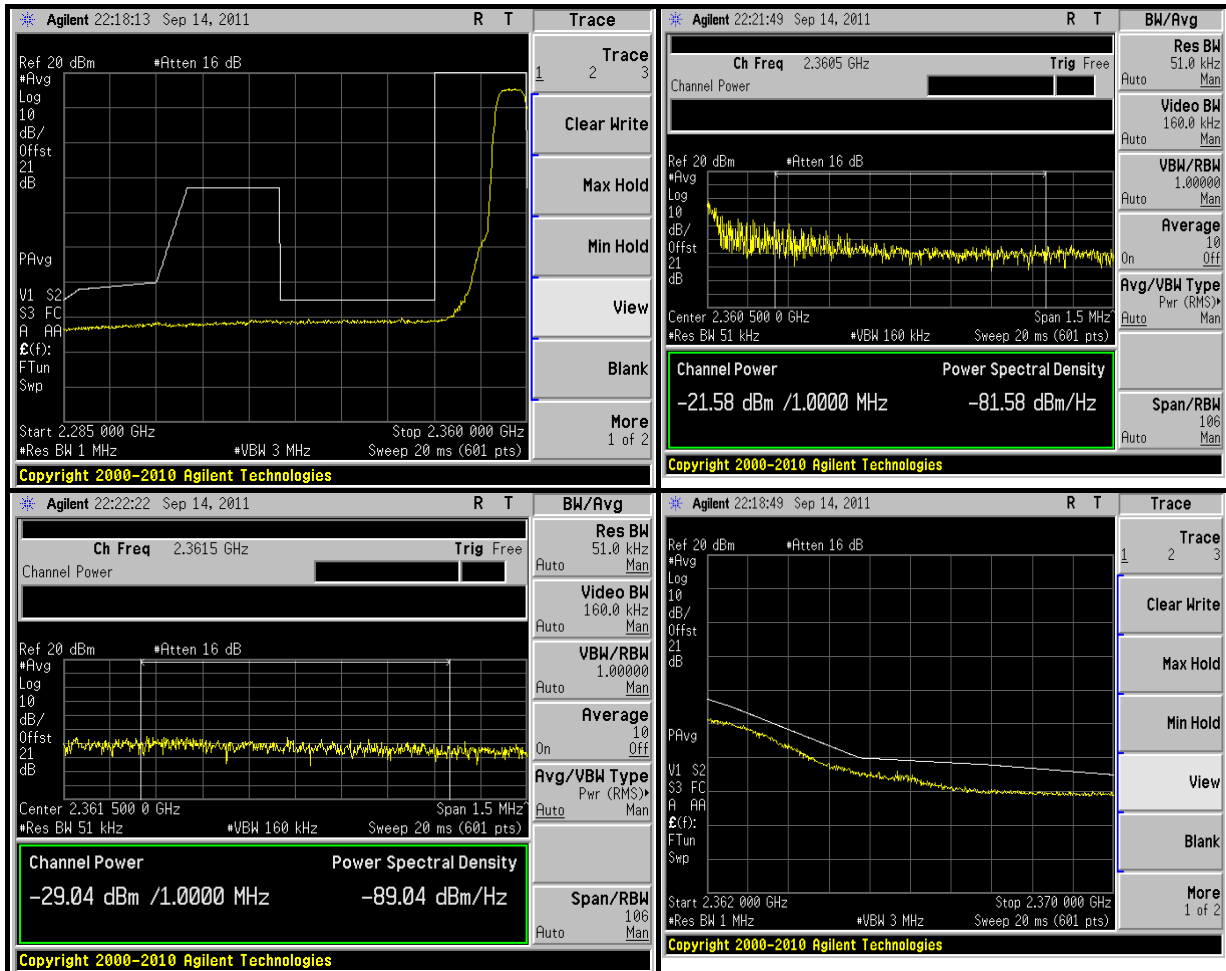 Agilent 22:18:13 Sep 14, 2011 R T Trace
Ref 20 dBm #Atten 16 dB
#Avg
Log
10
dB/
Offst
21
dB
PAvg
V1 S2
S3 FC
A AA
£(f):
FTun
Swp
Start 2.285 000 GHz Stop 2.360 000 GHz
#Res BW 1 MHz #VBW 3 MHz Sweep 20 ms (601 pts)
Trace
1 2 3
Clear Write
Max Hold
Min Hold
View
Blank
More
1 of 2
Copyright 2000-2010 Agilent Technologies
Agilent 22:21:49 Sep 14, 2011 R T BW/Avg
Ch Freq 2.3605 GHz Trig Free
Channel Power
Ref 20 dBm #Atten 16 dB
#Avg
Log
10
dB/
Offst
21
dB
Center 2.360 500 0 GHz Span 1.5 MHz^
#Res BW 51 kHz #VBW 160 kHz Sweep 20 ms (601 pts)
Channel Power Power Spectral Density
-21.58 dBm /1.0000 MHz -81.58 dBm/Hz
Res BW
51.0 kHz
Auto Man
Video BW
160.0 kHz
Auto Man
VBW/RBW
1.00000
Auto Man
Average
10
On Off
Avg/VBW Type
Pwr (RMS)▸
Auto Man
Span/RBW
106
Auto Man
Copyright 2000-2010 Agilent Technologies
Agilent 22:22:22 Sep 14, 2011 R T BW/Avg
Ch Freq 2.3615 GHz Trig Free
Channel Power
Ref 20 dBm #Atten 16 dB
#Avg
Log
10
dB/
Offst
21
dB
Center 2.361 500 0 GHz Span 1.5 MHz^
#Res BW 51 kHz #VBW 160 kHz Sweep 20 ms (601 pts)
Channel Power Power Spectral Density
-29.04 dBm /1.0000 MHz -89.04 dBm/Hz
Res BW
51.0 kHz
Auto Man
Video BW
160.0 kHz
Auto Man
VBW/RBW
1.00000
Auto Man
Average
10
On Off
Avg/VBW Type
Pwr (RMS)▸
Auto Man
Span/RBW
106
Auto Man
Copyright 2000-2010 Agilent Technologies
Agilent 22:18:49 Sep 14, 2011 R T Trace
Ref 20 dBm #Atten 16 dB
#Avg
Log
10
dB/
Offst
21
dB
PAvg
V1 S2
S3 FC
A AA
£(f):
FTun
Swp
Start 2.362 000 GHz Stop 2.370 000 GHz
#Res BW 1 MHz #VBW 3 MHz Sweep 20 ms (601 pts)
Trace
1 2 3
Clear Write
Max Hold
Min Hold
View
Blank
More
1 of 2
Copyright 2000-2010 Agilent Technologies